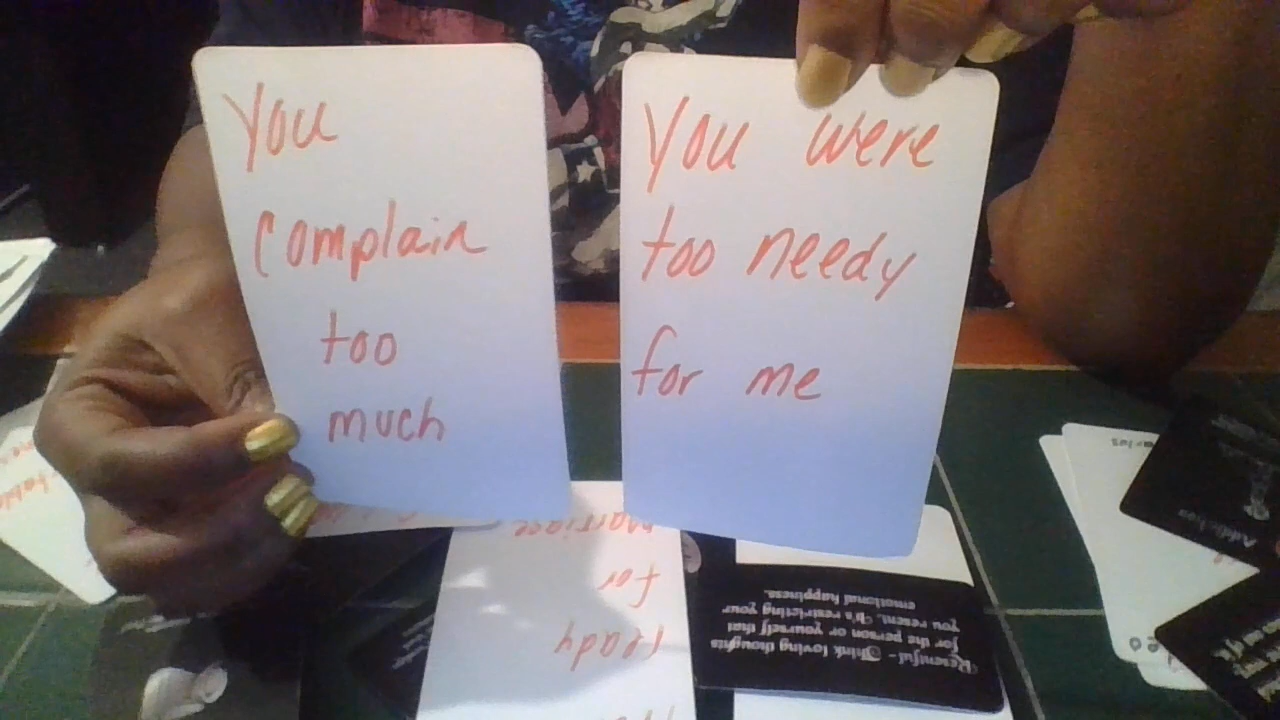 You
complain
too
much
You were
too needy
for me
Marriage
for
ready
Resentful - Think loving thoughts
for the person or yourself that
you resent. It's restricting your
emotional happiness.